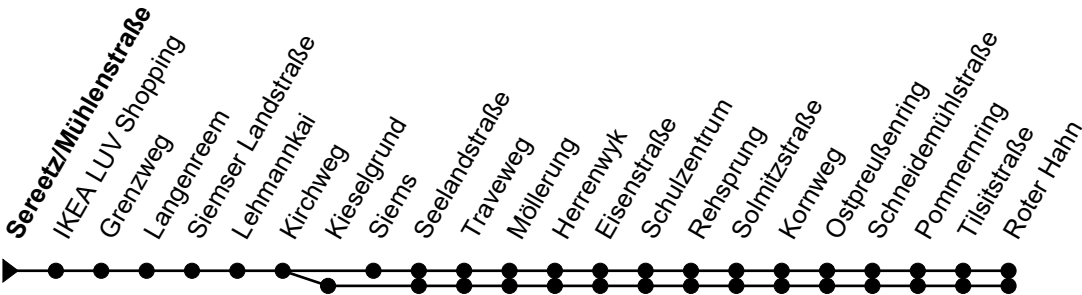 Sereetz/Mühlenstraße
IKEA LUV Shopping
Grenzweg
Langenreem
Siemser Landstraße
Lehmannkai
Kirchweg
Kieselgrund
Siems
Seelandstraße
Traveweg
Möllerung
Herrenwyk
Eisenstraße
Schulzentrum
Rehsprung
Solmitzstraße
Kornweg
Ostpreußenring
Schneidemühlstraße
Pommernring
Tilsitstraße
Roter Hahn